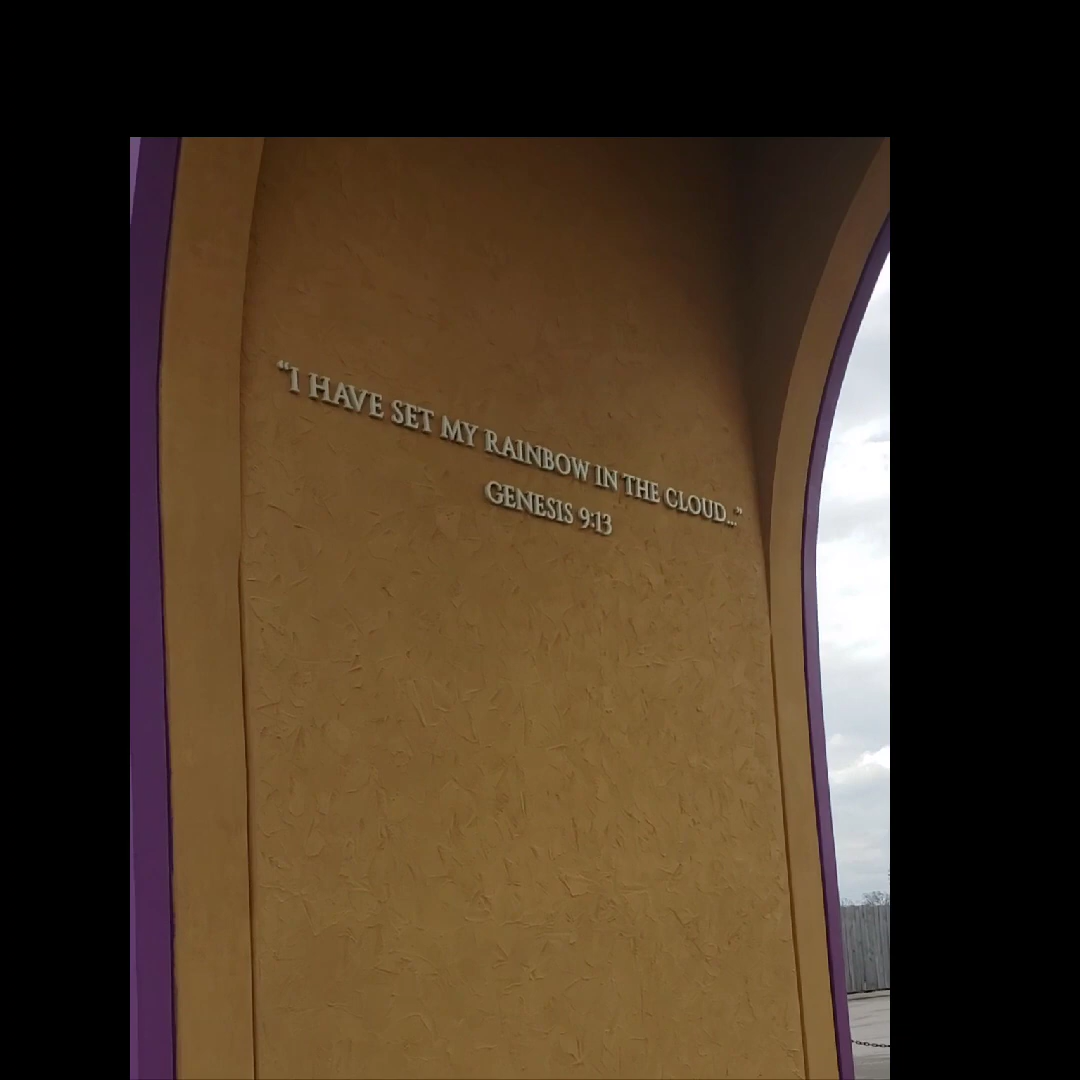 “I HAVE SET MY RAINBOW IN THE CLOUD...”
GENESIS 9:13